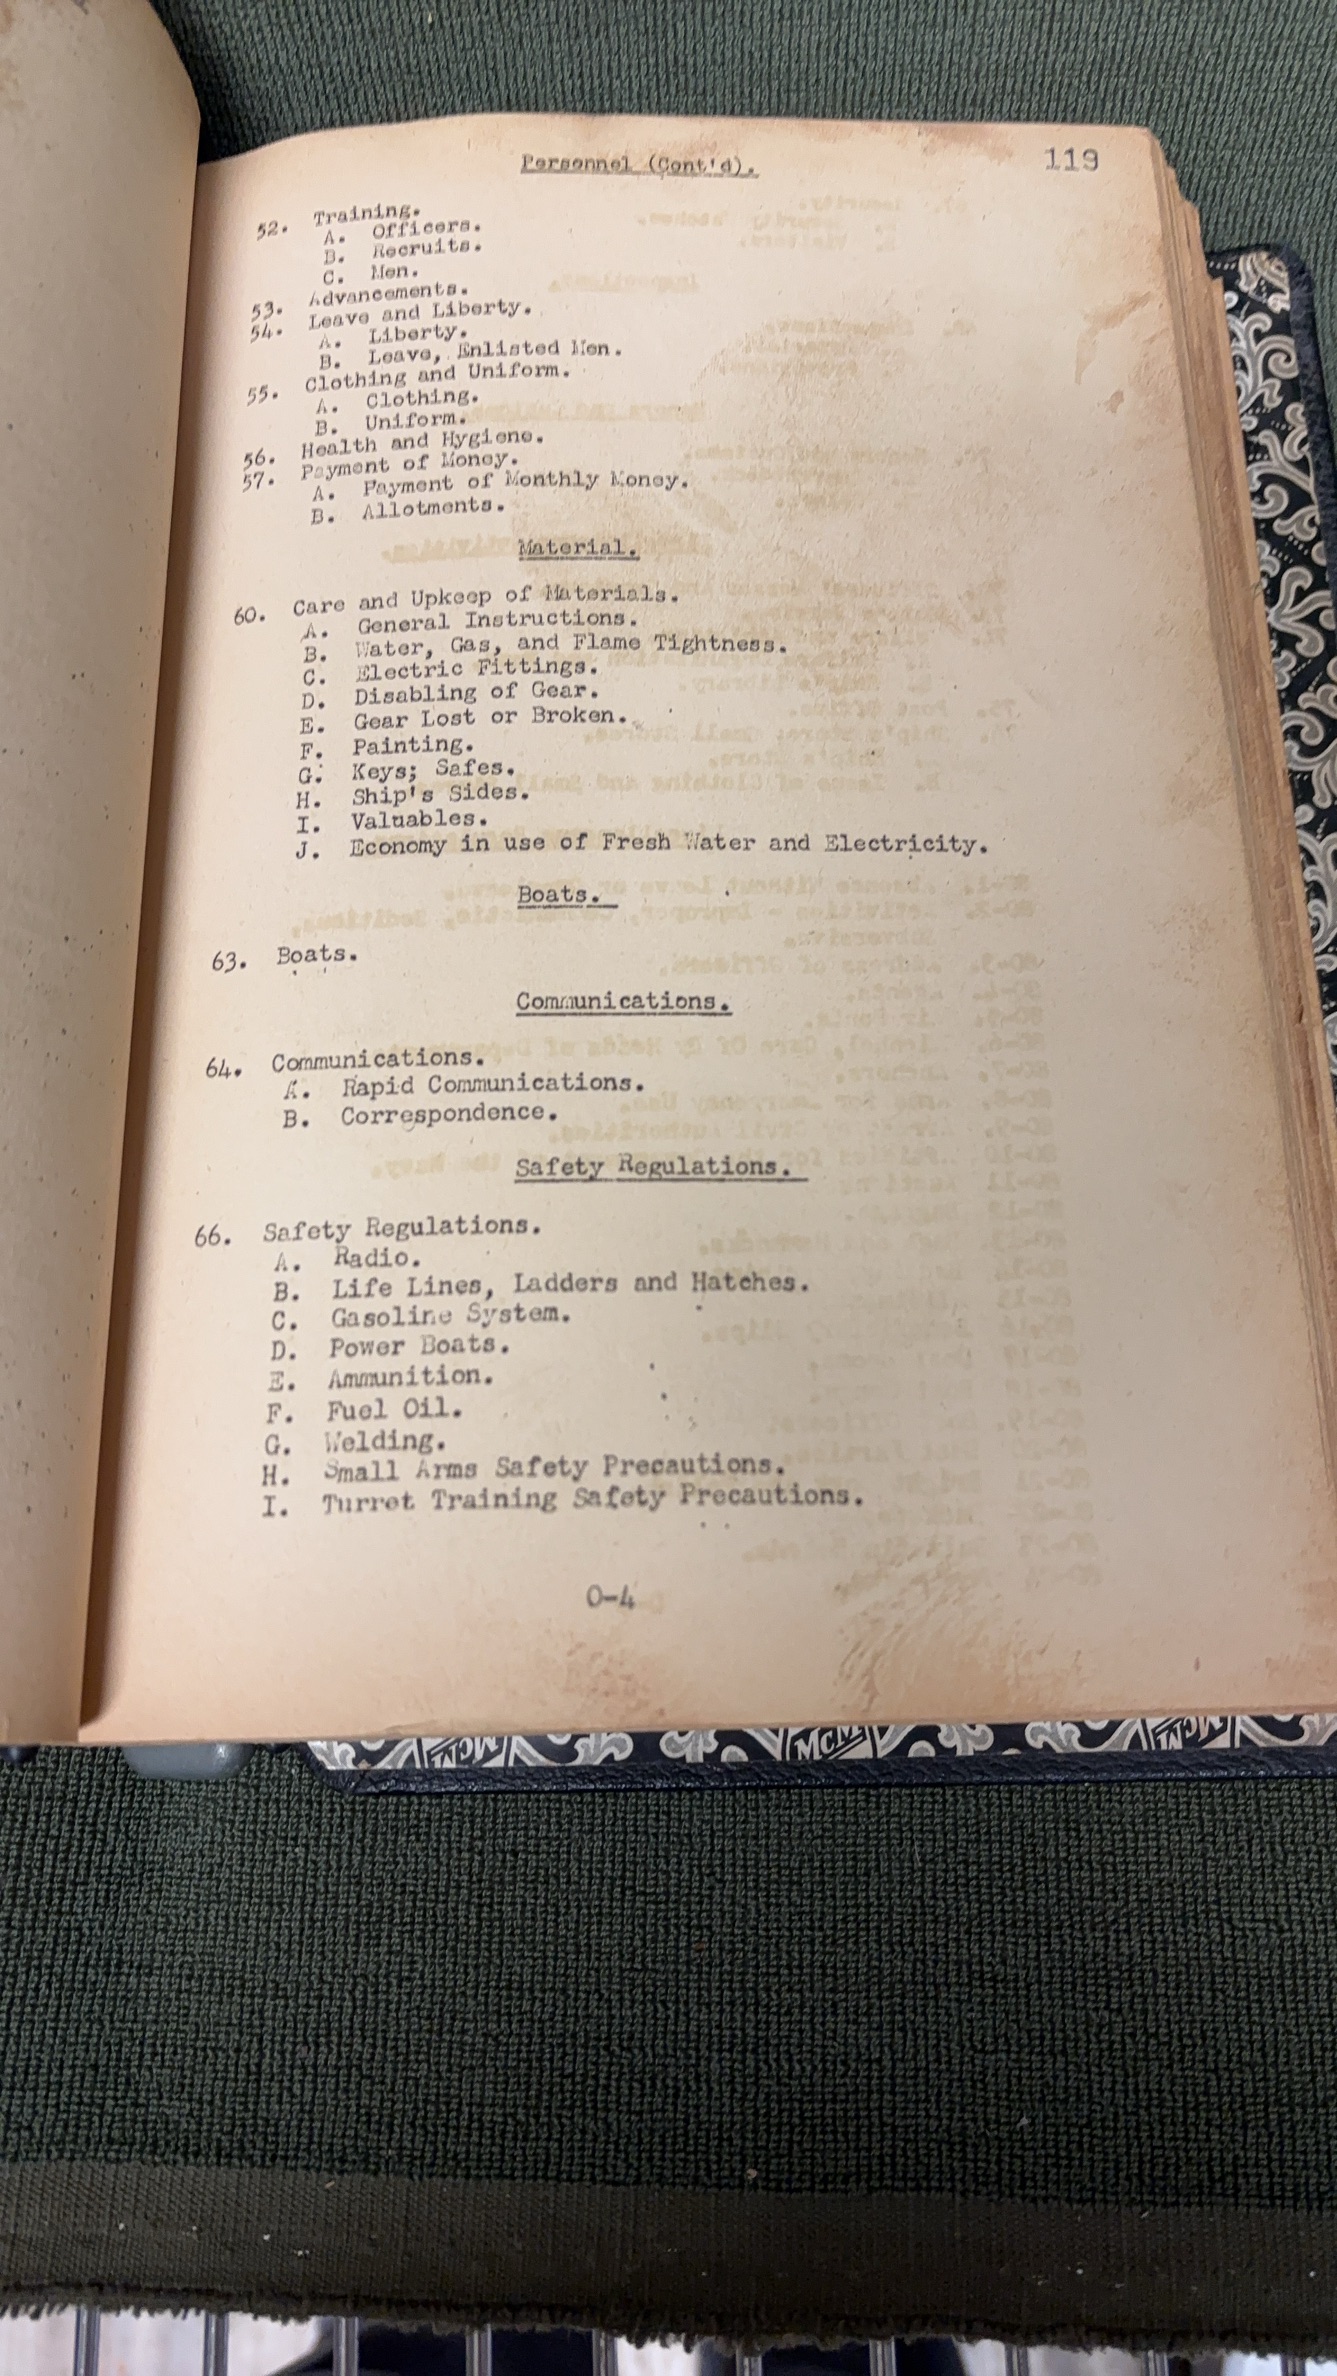 Personnel (Cont'd).
119
52. Training.
A. Officers.
B. Recruits.
C. Men.
53. Advancements.
54. Leave and Liberty.
A. Liberty.
B. Leave, Enlisted Men.
55. Clothing and Uniform.
A. Clothing.
B. Uniform.
56. Health and Hygiene.
57. Payment of Money.
A. Payment of Monthly Money.
B. Allotments.
Material.
60. Care and Upkeep of Materials.
A. General Instructions.
B. Water, Gas, and Flame Tightness.
C. Electric Fittings.
D. Disabling of Gear.
E. Gear Lost or Broken.
F. Painting.
G. Keys; Safes.
H. Ship's Sides.
I. Valuables.
J. Economy in use of Fresh Water and Electricity.
Boats.
63. Boats.
Communications.
64. Communications.
A. Rapid Communications.
B. Correspondence.
Safety Regulations.
66. Safety Regulations.
A. Radio.
B. Life Lines, Ladders and Hatches.
C. Gasoline System.
D. Power Boats.
E. Ammunition.
F. Fuel Oil.
G. Welding.
H. Small Arms Safety Precautions.
I. Turret Training Safety Precautions.
0-4
McM